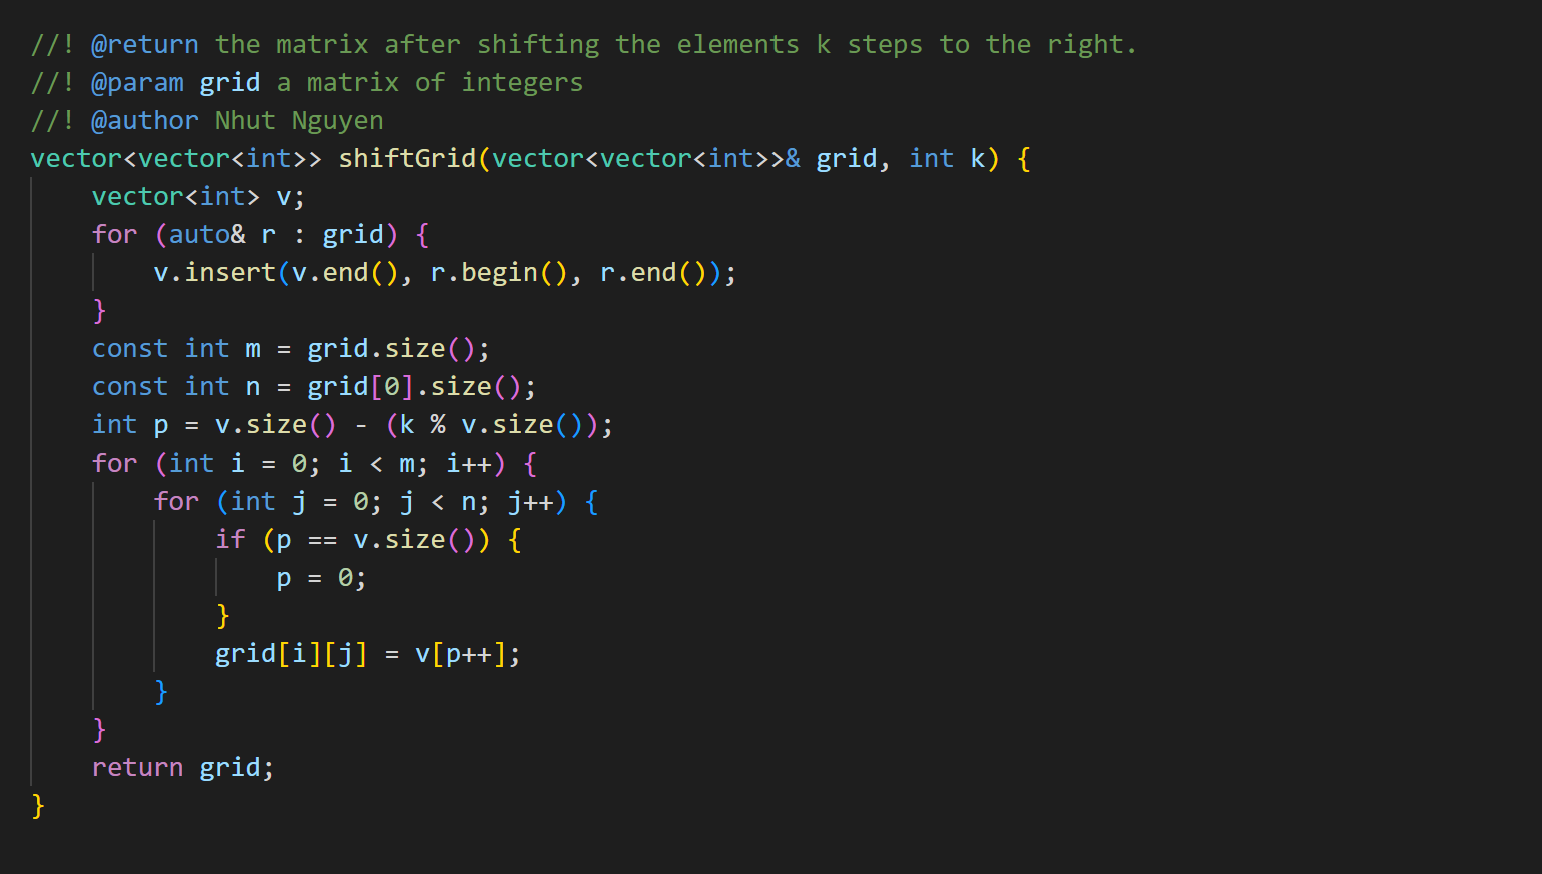 //! @return the matrix after shifting the elements k steps to the right.
//! @param grid a matrix of integers
//! @author Nhut Nguyen
vector<vector<int>> shiftGrid(vector<vector<int>>& grid, int k) {
    vector<int> v;
    for (auto& r : grid) {
        v.insert(v.end(), r.begin(), r.end());
    }
    const int m = grid.size();
    const int n = grid[0].size();
    int p = v.size() - (k % v.size());
    for (int i = 0; i < m; i++) {
        for (int j = 0; j < n; j++) {
            if (p == v.size()) {
                p = 0;
            }
            grid[i][j] = v[p++];
        }
    }
    return grid;
}